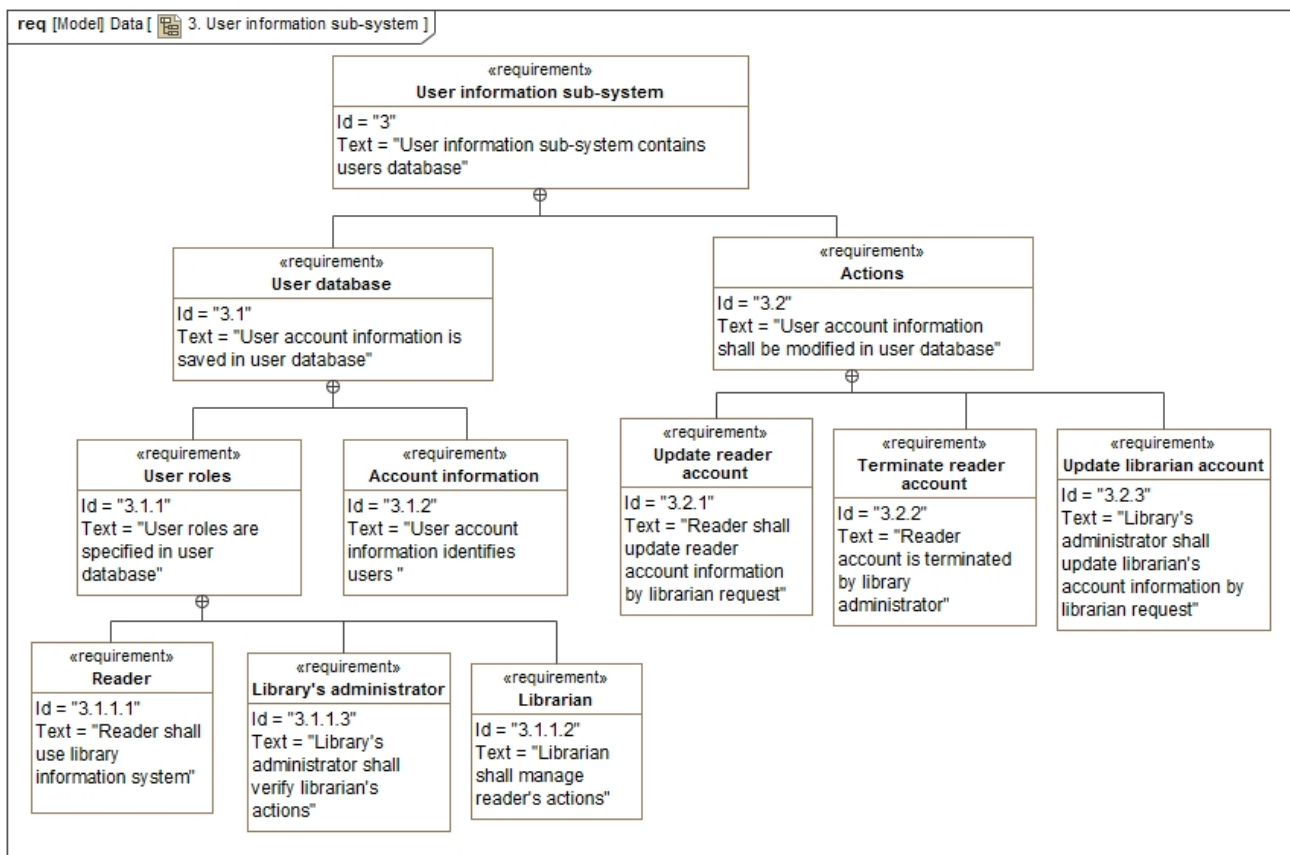 req [Model] Data [ 3. User information sub-system ]
«requirement»
User information sub-system
Id = "3"
Text = "User information sub-system contains
users database"
«requirement»
User database
Id = "3.1"
Text = "User account information is
saved in user database"
«requirement»
Actions
Id = "3.2"
Text = "User account information
shall be modified in user database"
«requirement»
User roles
Id = "3.1.1"
Text = "User roles are
specified in user
database"
«requirement»
Account information
Id = "3.1.2"
Text = "User account
information identifies
users "
«requirement»
Update reader
account
Id = "3.2.1"
Text = "Reader shall
update reader
account information
by librarian request"
«requirement»
Terminate reader
account
Id = "3.2.2"
Text = "Reader
account is terminated
by library
administrator"
«requirement»
Update librarian account
Id = "3.2.3"
Text = "Library's
administrator shall
update librarian's
account information by
librarian request"
«requirement»
Reader
Id = "3.1.1.1"
Text = "Reader shall
use library
information system"
«requirement»
Library's administrator
Id = "3.1.1.3"
Text = "Library's
administrator shall
verify librarian's
actions"
«requirement»
Librarian
Id = "3.1.1.2"
Text = "Librarian
shall manage
reader's actions"